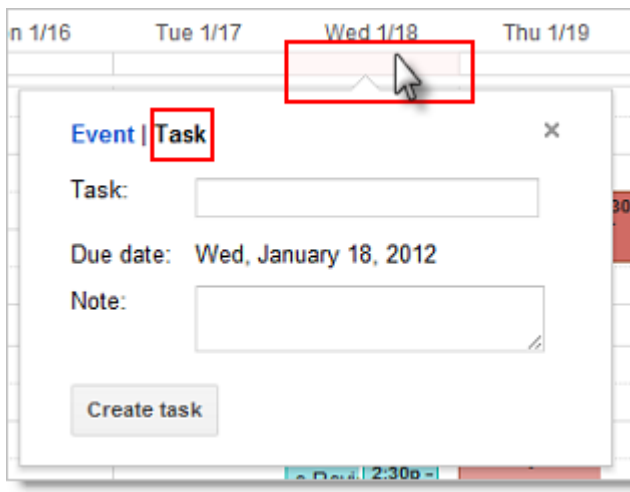 n 1/16 Tue 1/17 Wed 1/18 Thu 1/19
Event | Task ×
Task:
30
Due date: Wed, January 18, 2012
Note:
Create task
2:30p –